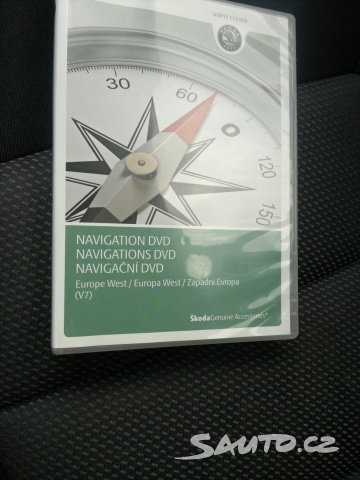 SIMPLY CLEVER
30
60
0
120
150
NAVIGATION DVD
NAVIGATIONS DVD
NAVIGAČNÍ DVD
Europe West / Europa West / Západní Evropa
(V7)
ŠkodaGenuine Accessories®
SAUTO.CZ